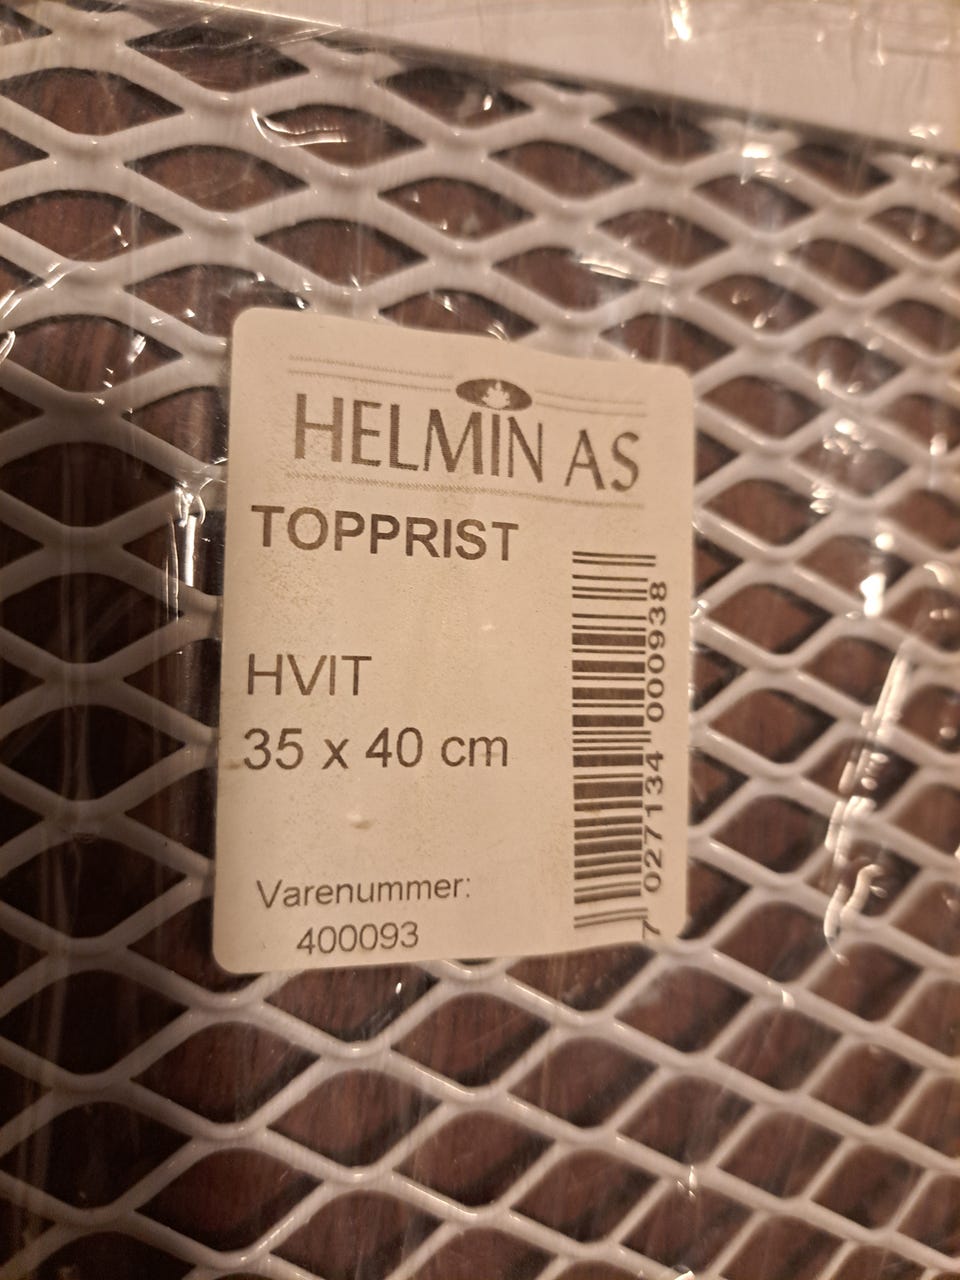 HELMIN AS
TOPPRIST
HVIT
35 x 40 cm
Varenummer:
400093
7 027134 000938